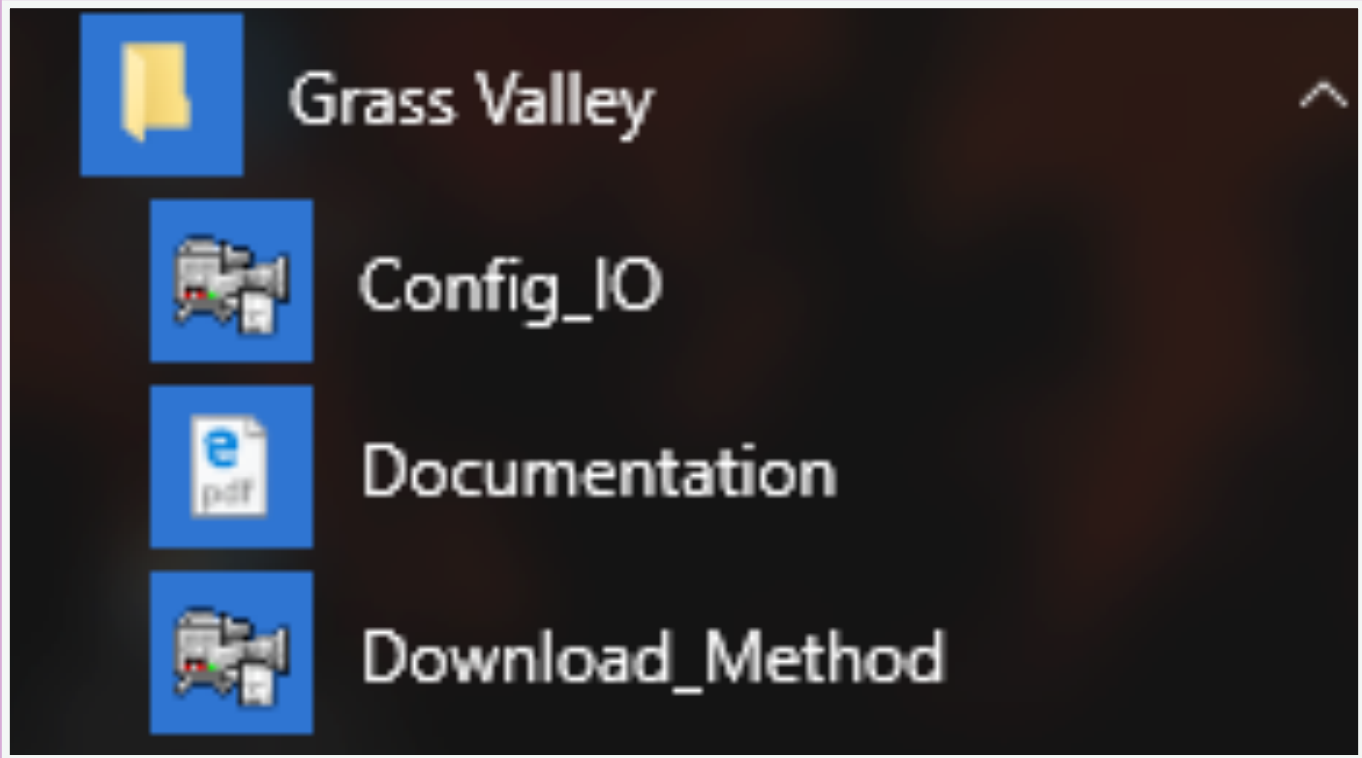 Grass Valley
Config_IO
pdf
Documentation
Download_Method